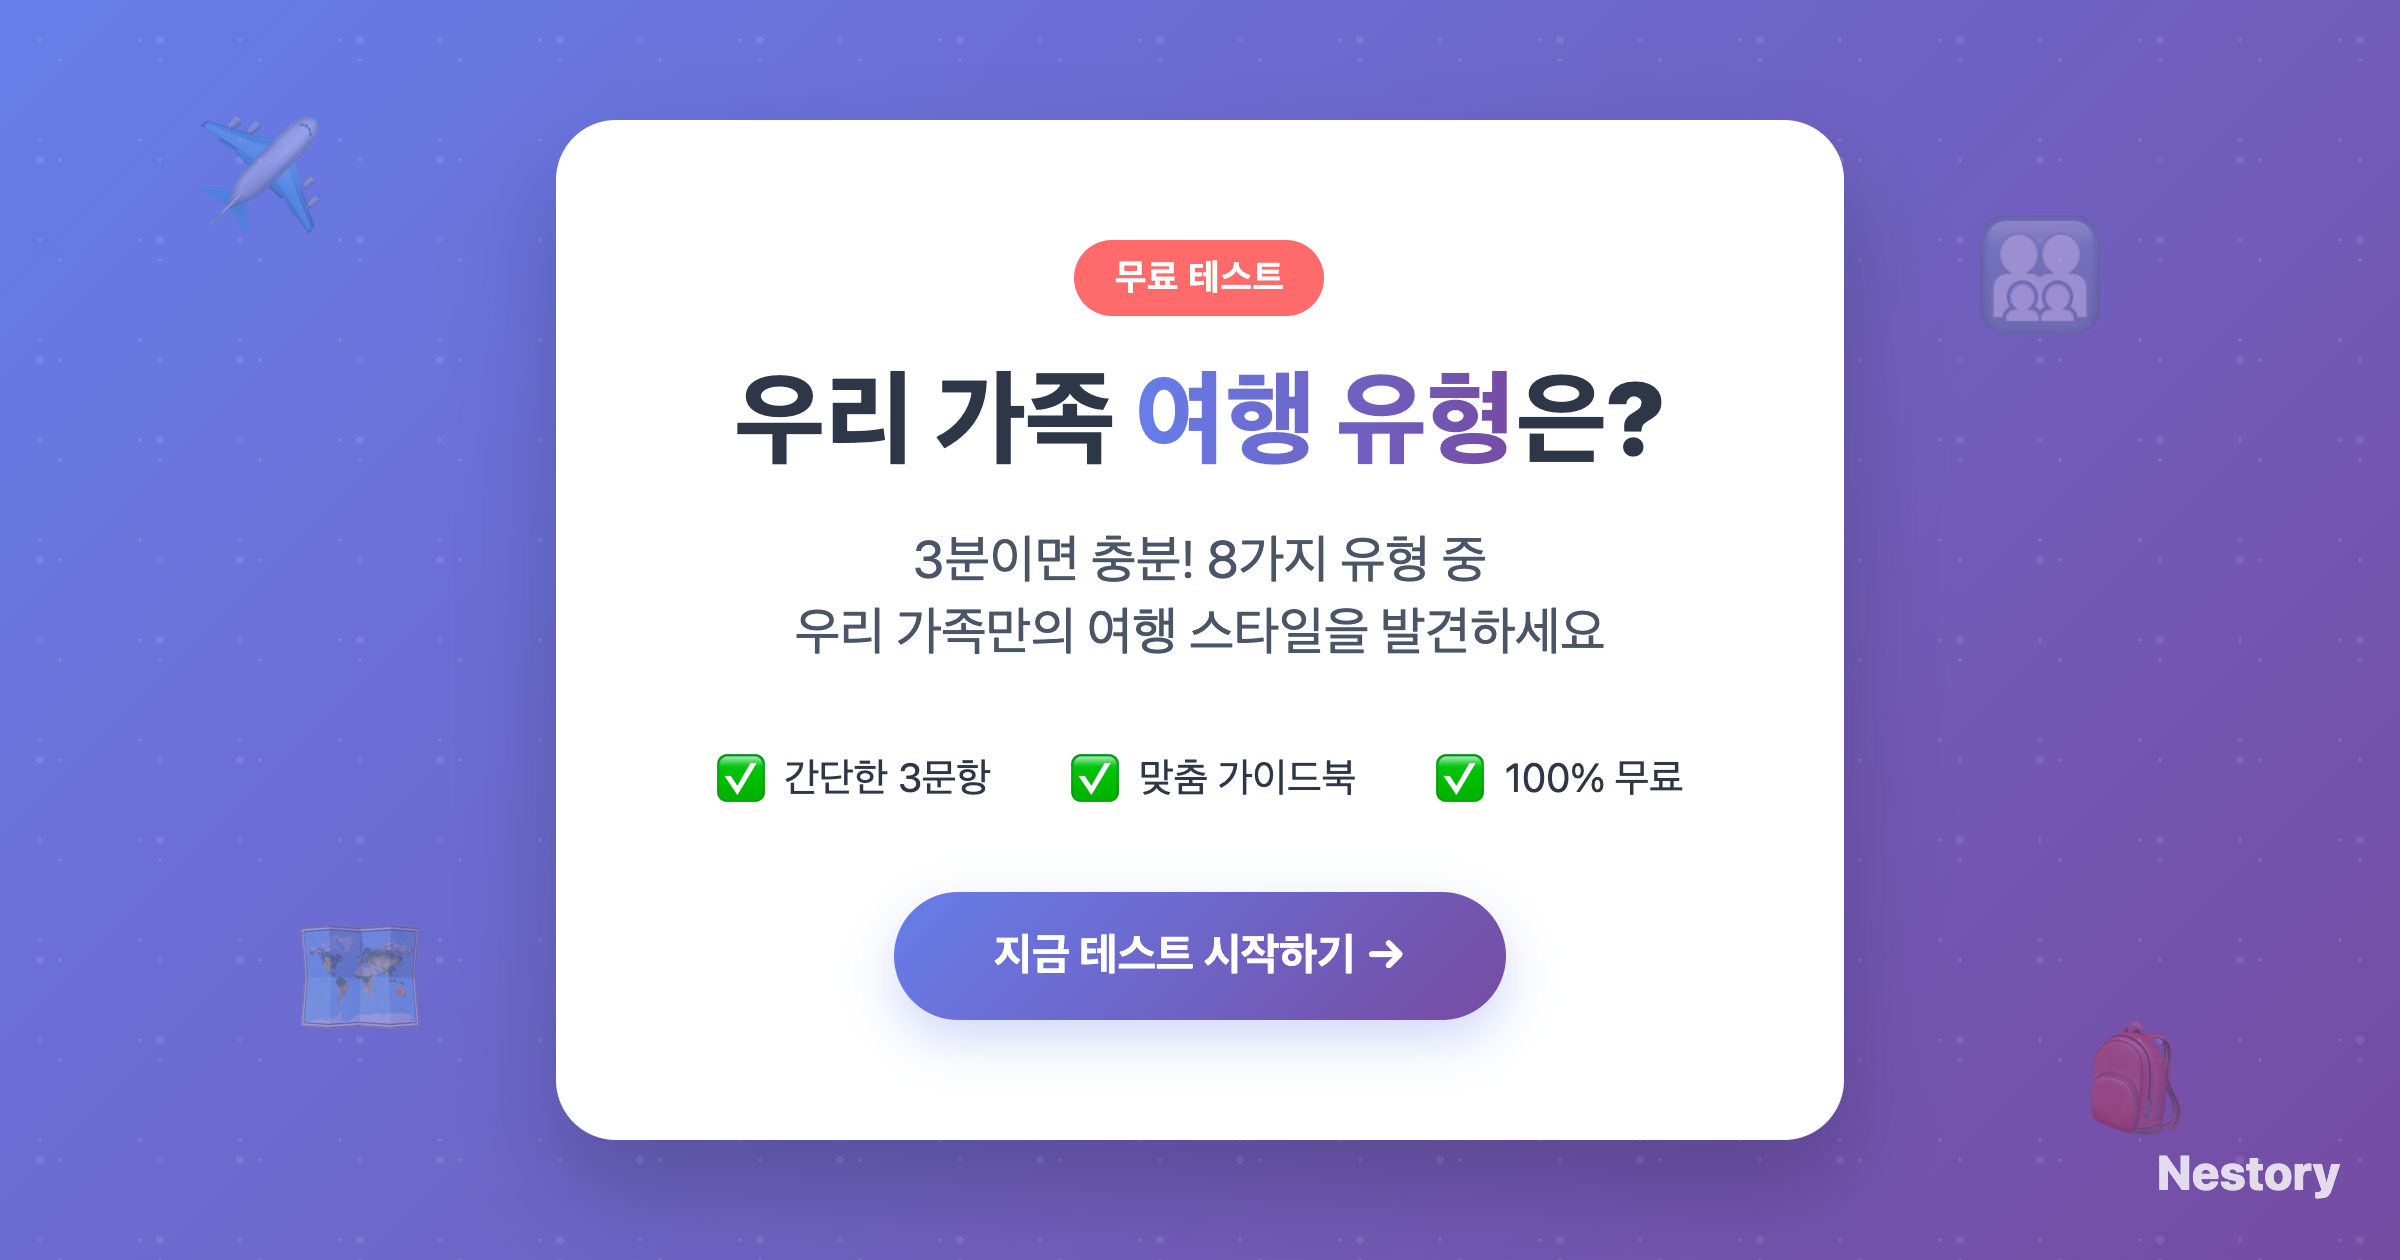 무료 테스트
우리 가족 여행 유형은?
3분이면 충분! 8가지 유형 중
우리 가족만의 여행 스타일을 발견하세요
✅ 간단한 3문항 ✅ 맞춤 가이드북 ✅ 100% 무료
지금 테스트 시작하기 →
Nestory